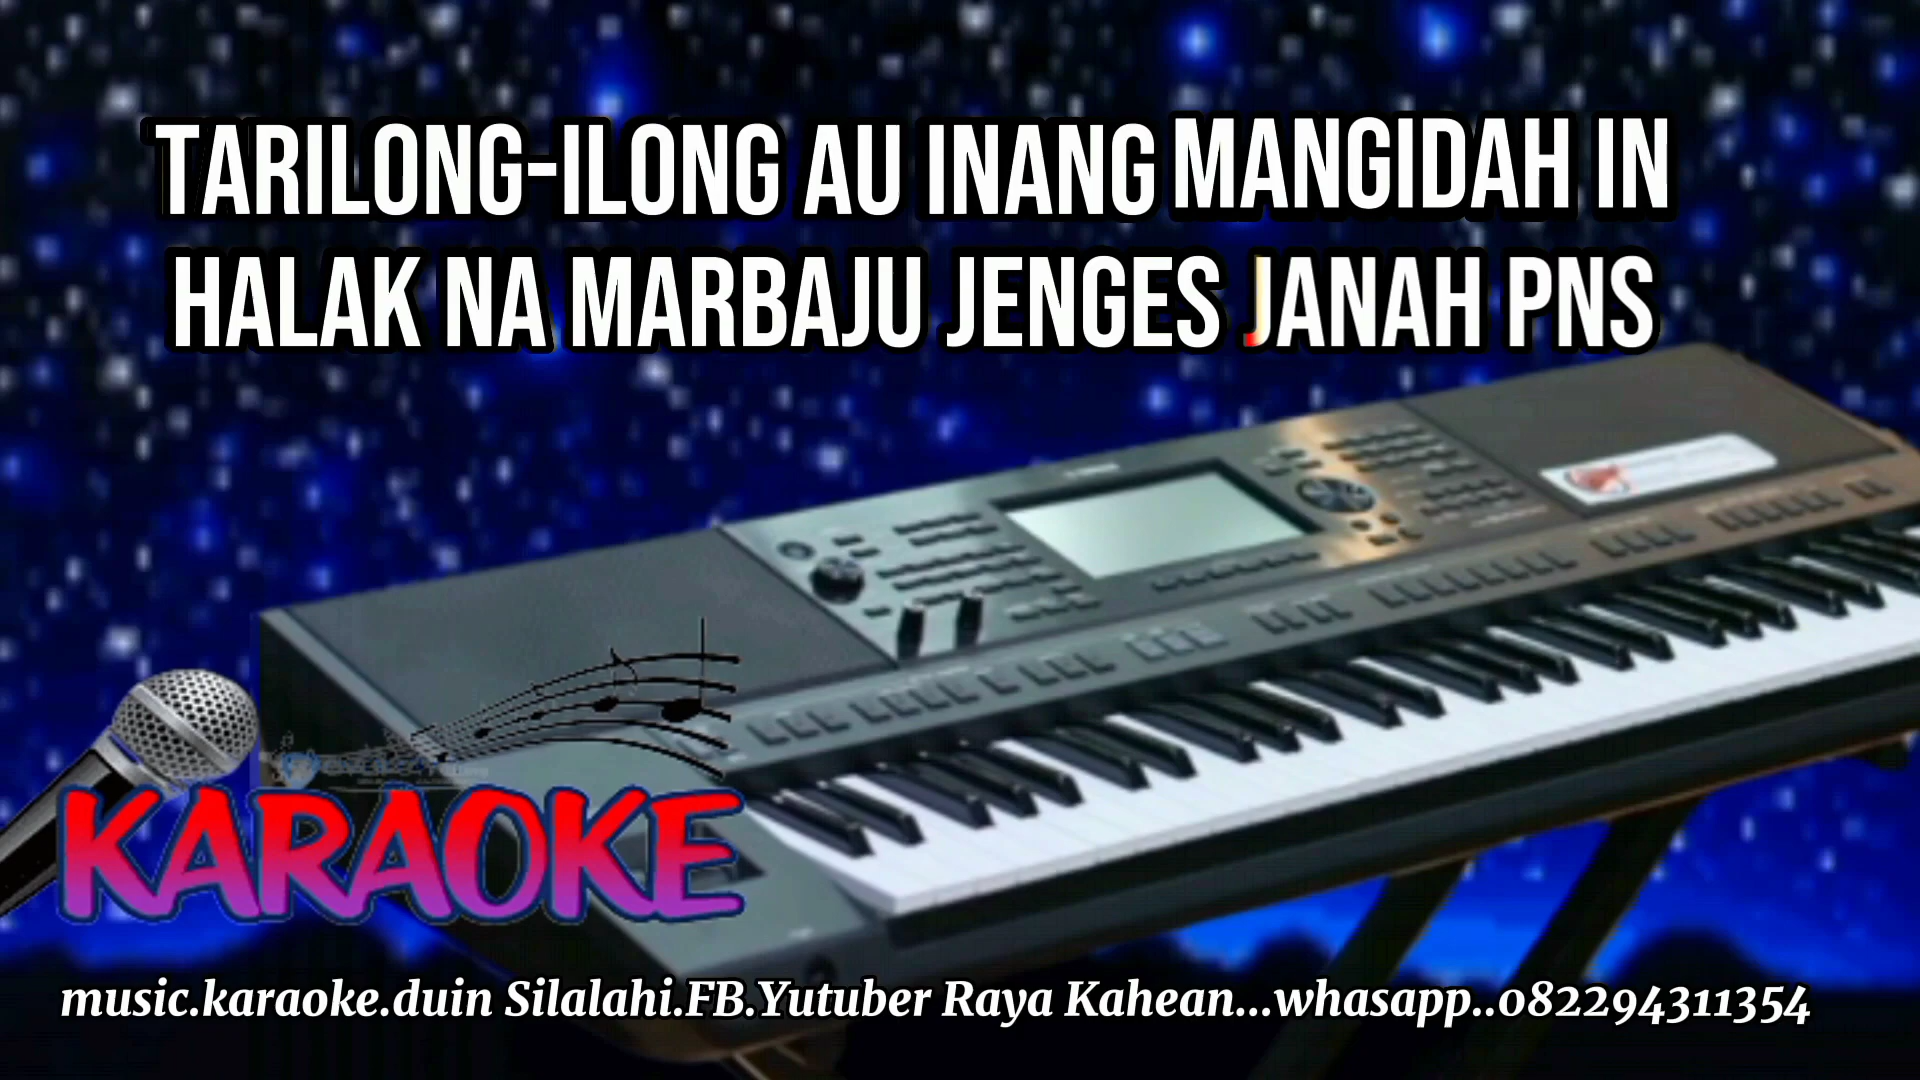 TARILONG-ILONG AU INANG MANGIDAH IN
HALAK NA MARBAJU JENGES JANAH PNS
KARAOKE
music.karaoke.duin Silalahi.FB.Yutuber Raya Kahean...whasapp..082294311354